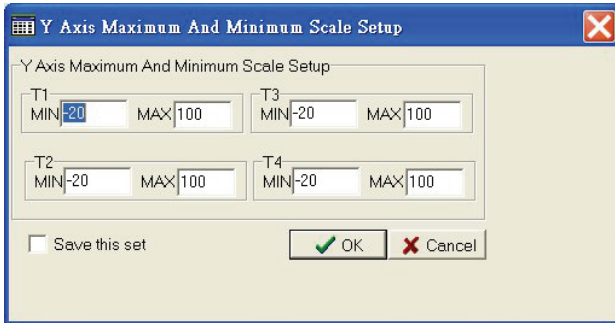 Y Axis Maximum And Minimum Scale Setup
Y Axis Maximum And Minimum Scale Setup
T1
MIN -20 MAX 100
T3
MIN -20 MAX 100
T2
MIN -20 MAX 100
T4
MIN -20 MAX 100
Save this set
OK
Cancel